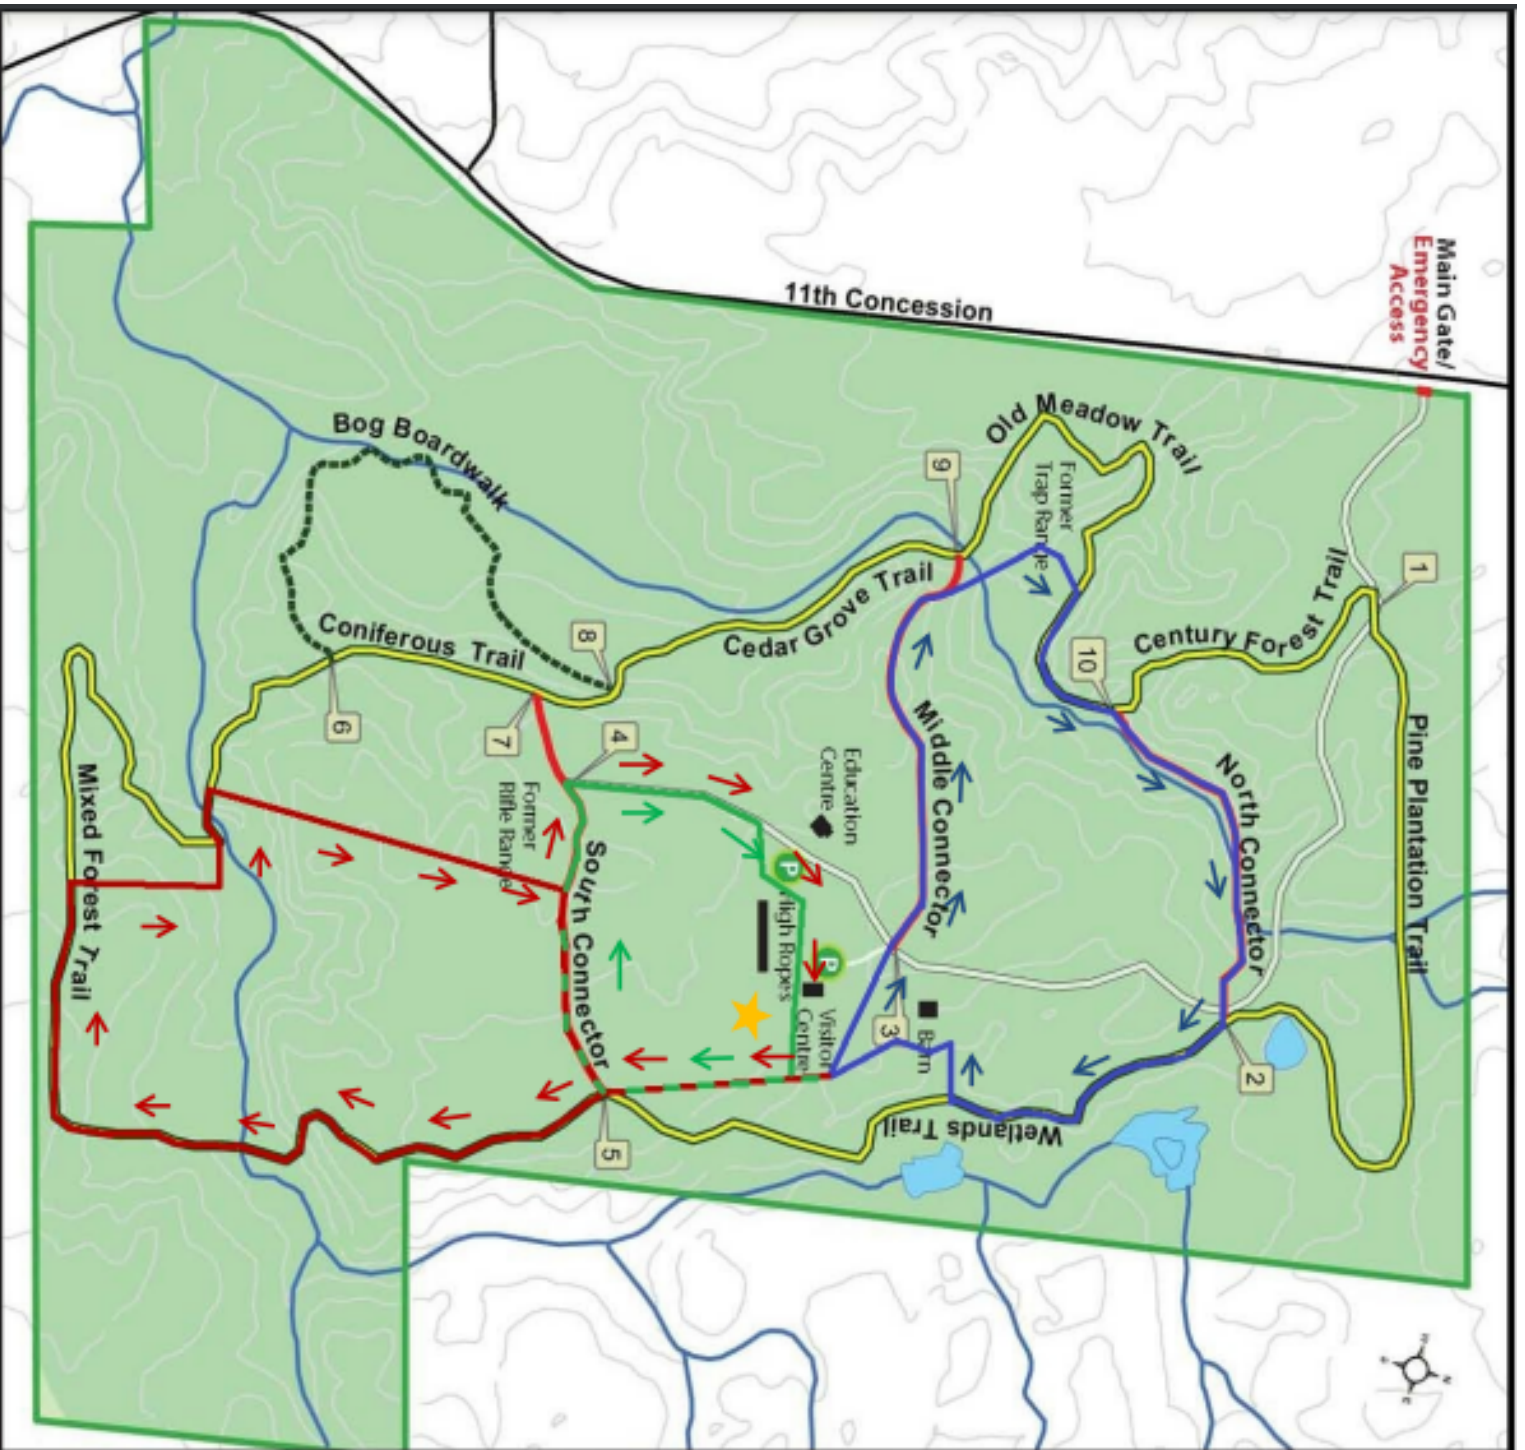 Main Gate/
Emergency
Access
11th Concession
Old Meadow Trail
Former
Trap Range
9
1
Century Forest Trail
10
Bog Boardwalk
Cedar Grove Trail
8
Coniferous Trail
6
7
4
Pine Plantation Trail
North Connector
Middle Connector
Education
Centre
Former
Rifle Range
Mixed Forest Trail
South Connector
P
High Ropes
P
Visitor
Centre
3
Barn
2
Wetlands Trail
5
N
E